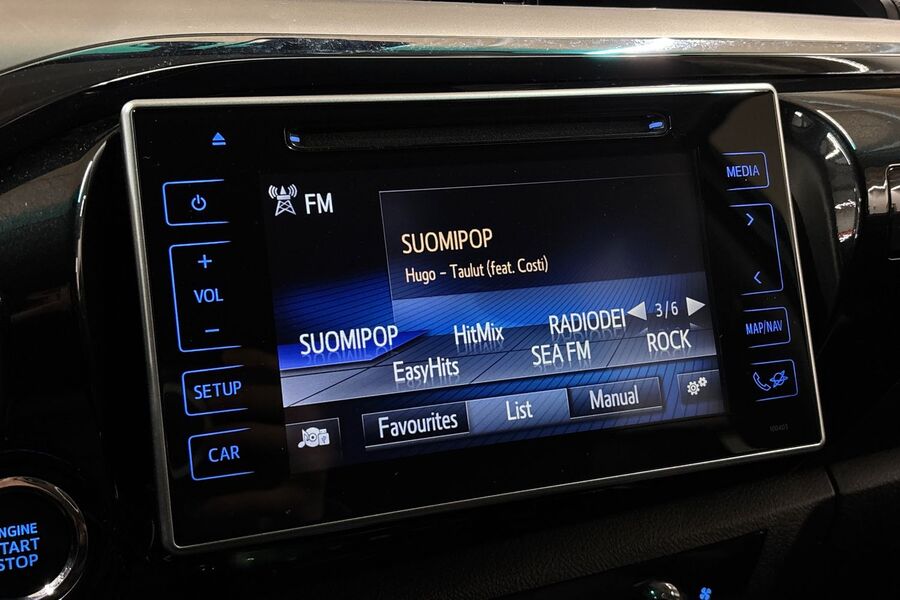 FM
SUOMIPOP
Hugo - Taulut (feat. Costi)
3/6
SUOMIPOP HitMix RADIODEI
EasyHits SEA FM ROCK
Favourites List Manual
+
VOL
-
SETUP
CAR
MEDIA
MAP/NAV
100403
ENGINE
START
STOP